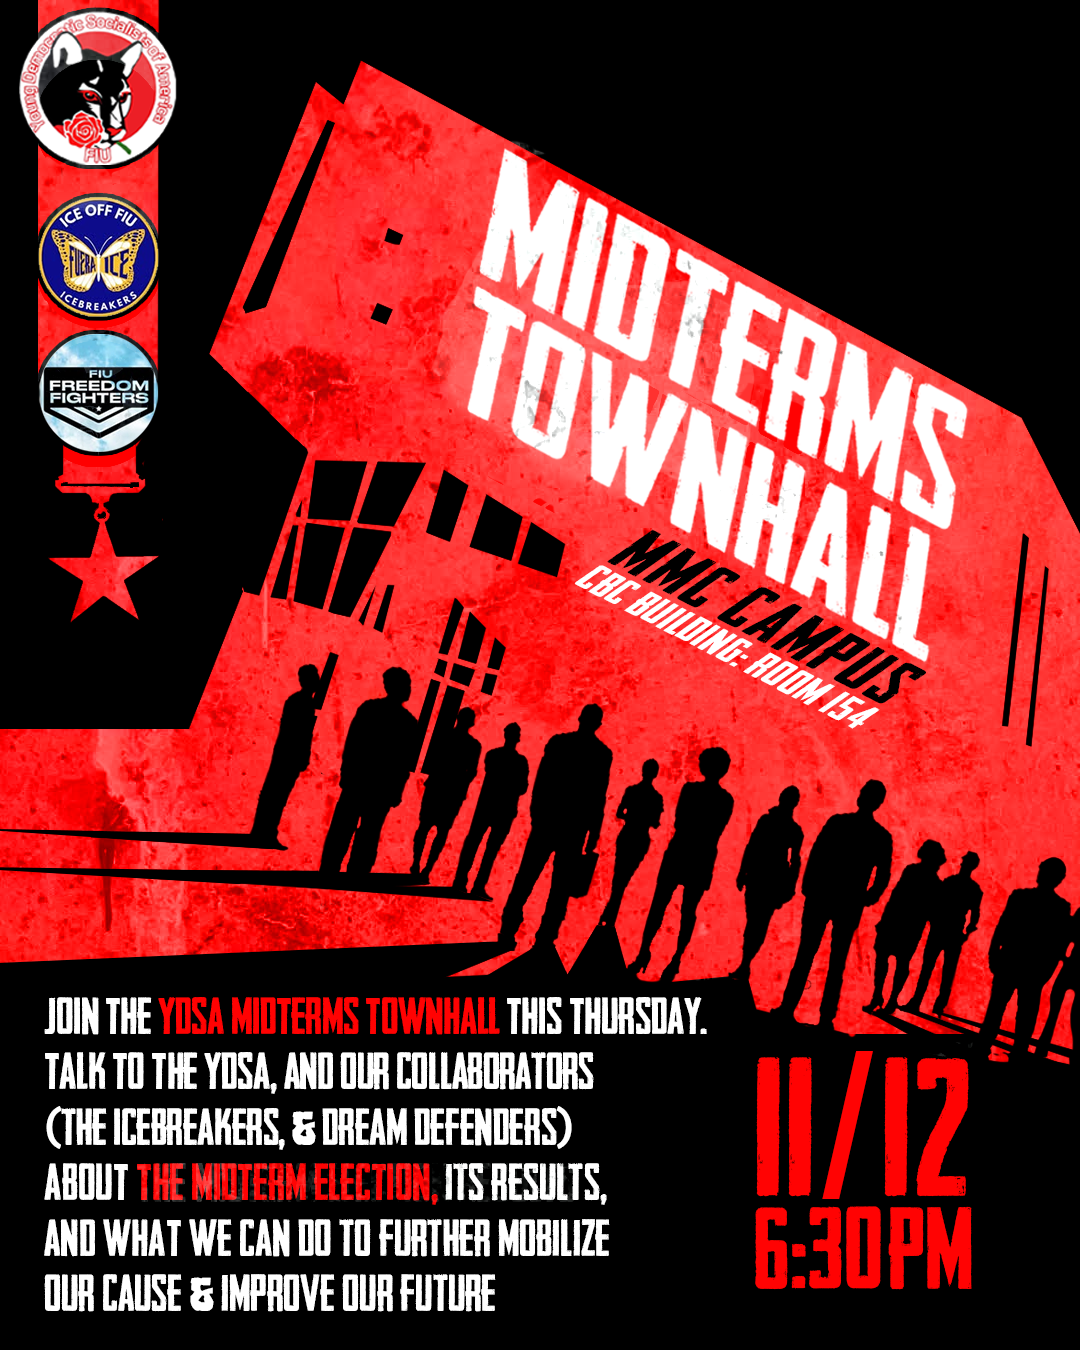 Young Democratic Socialists of America
FIU
ICE OFF FIU
FUERA ICE
ICEBREAKERS
FIU
FREEDOM
FIGHTERS
MIDTERMS
TOWNHALL
MMC CAMPUS
CBC BUILDING: ROOM 154
JOIN THE YDSA MIDTERMS TOWNHALL THIS THURSDAY.
TALK TO THE YDSA, AND OUR COLLABORATORS
(THE ICEBREAKERS, & DREAM DEFENDERS)
ABOUT THE MIDTERM ELECTION, ITS RESULTS,
AND WHAT WE CAN DO TO FURTHER MOBILIZE
OUR CAUSE & IMPROVE OUR FUTURE
11/12
6:30PM